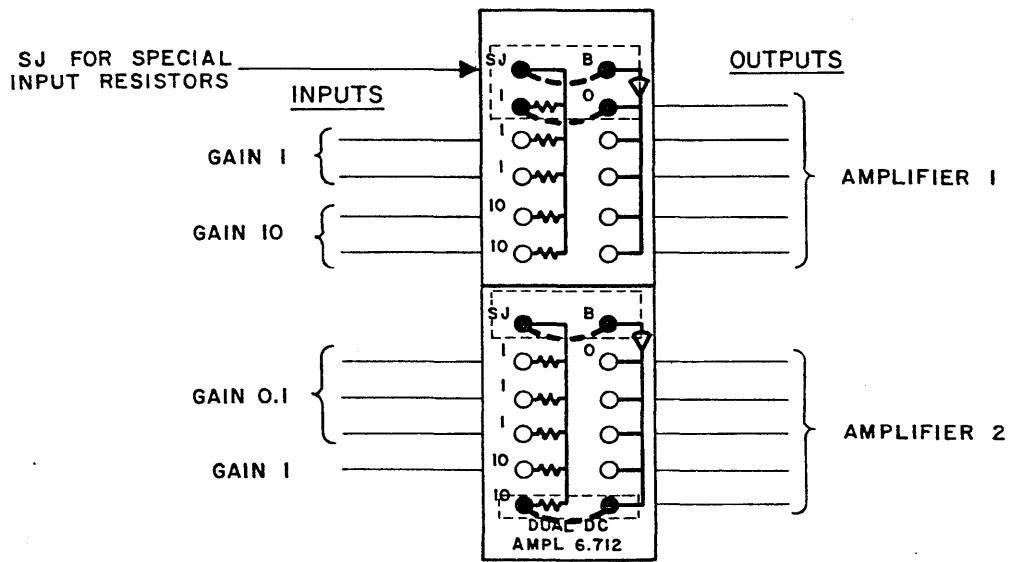 SJ FOR SPECIAL
INPUT RESISTORS
INPUTS
OUTPUTS
GAIN 1
GAIN 10
AMPLIFIER 1
SJ B
1 0
1
1
10
10
GAIN 0.1
GAIN 1
AMPLIFIER 2
SJ B
1 0
1
1
10
10
DUAL DC
AMPL 6.712